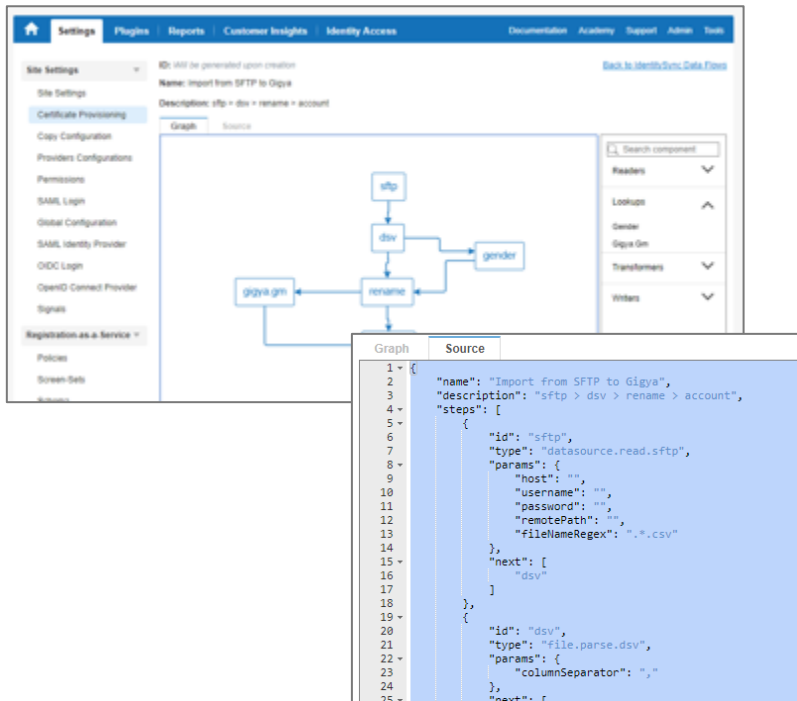 Settings Plugins Reports Customer Insights Identity Access Documentation Academy Support Admin Tools
Site Settings
Site Settings
Certificate Provisioning
Copy Configuration
Providers Configurations
Permissions
SAML Login
Global Configuration
SAML Identity Provider
OIDC Login
OpenID Connect Provider
Signals
Registration-as-a-Service
Policies
Screen-Sets
ID: Will be generated upon creation
Back to IdentitySync Data Flows
Name: Import from SFTP to Gigya
Description: sftp > dsv > rename > account
Graph Source
sftp
dsv
gender
gigya.gm
rename
Search component
Readers
Lookups
Gender
Gigya Gm
Transformers
Writers
Graph Source
1 {
2 "name": "Import from SFTP to Gigya",
3 "description": "sftp > dsv > rename > account",
4 "steps": [
5 {
6 "id": "sftp",
7 "type": "datasource.read.sftp",
8 "params": {
9 "host": "",
10 "username": "",
11 "password": "",
12 "remotePath": "",
13 "fileNameRegex": ".*.csv"
14 },
15 "next": [
16 "dsv"
17 ]
18 },
19 {
20 "id": "dsv",
21 "type": "file.parse.dsv",
22 "params": {
23 "columnSeparator": ","
24 },
25 "next": [